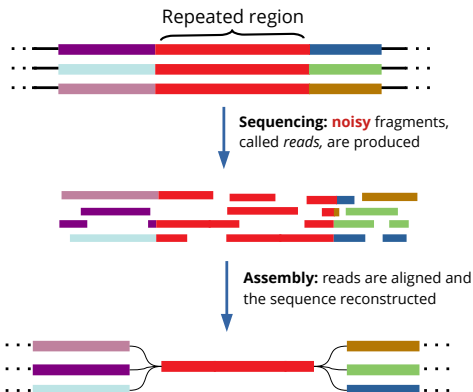 Repeated region
Sequencing: noisy fragments,
called reads, are produced
Assembly: reads are aligned and
the sequence reconstructed